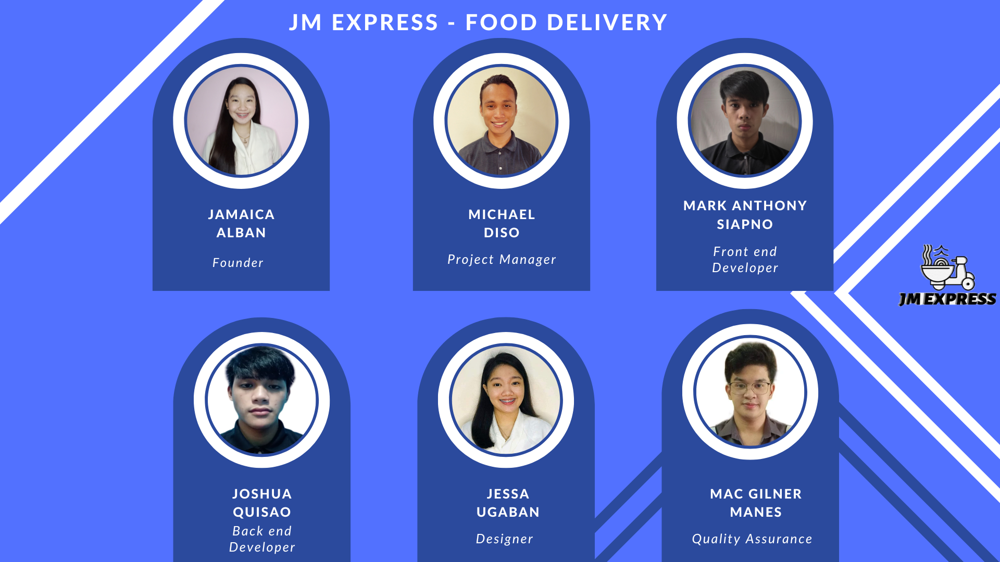 JM EXPRESS - FOOD DELIVERY
JAMAICA
ALBAN
Founder
MICHAEL
DISO
Project Manager
MARK ANTHONY
SIAPNO
Front end
Developer
JM EXPRESS
JOSHUA
QUISAO
Back end
Developer
JESSA
UGABAN
Designer
MAC GILNER
MANES
Quality Assurance